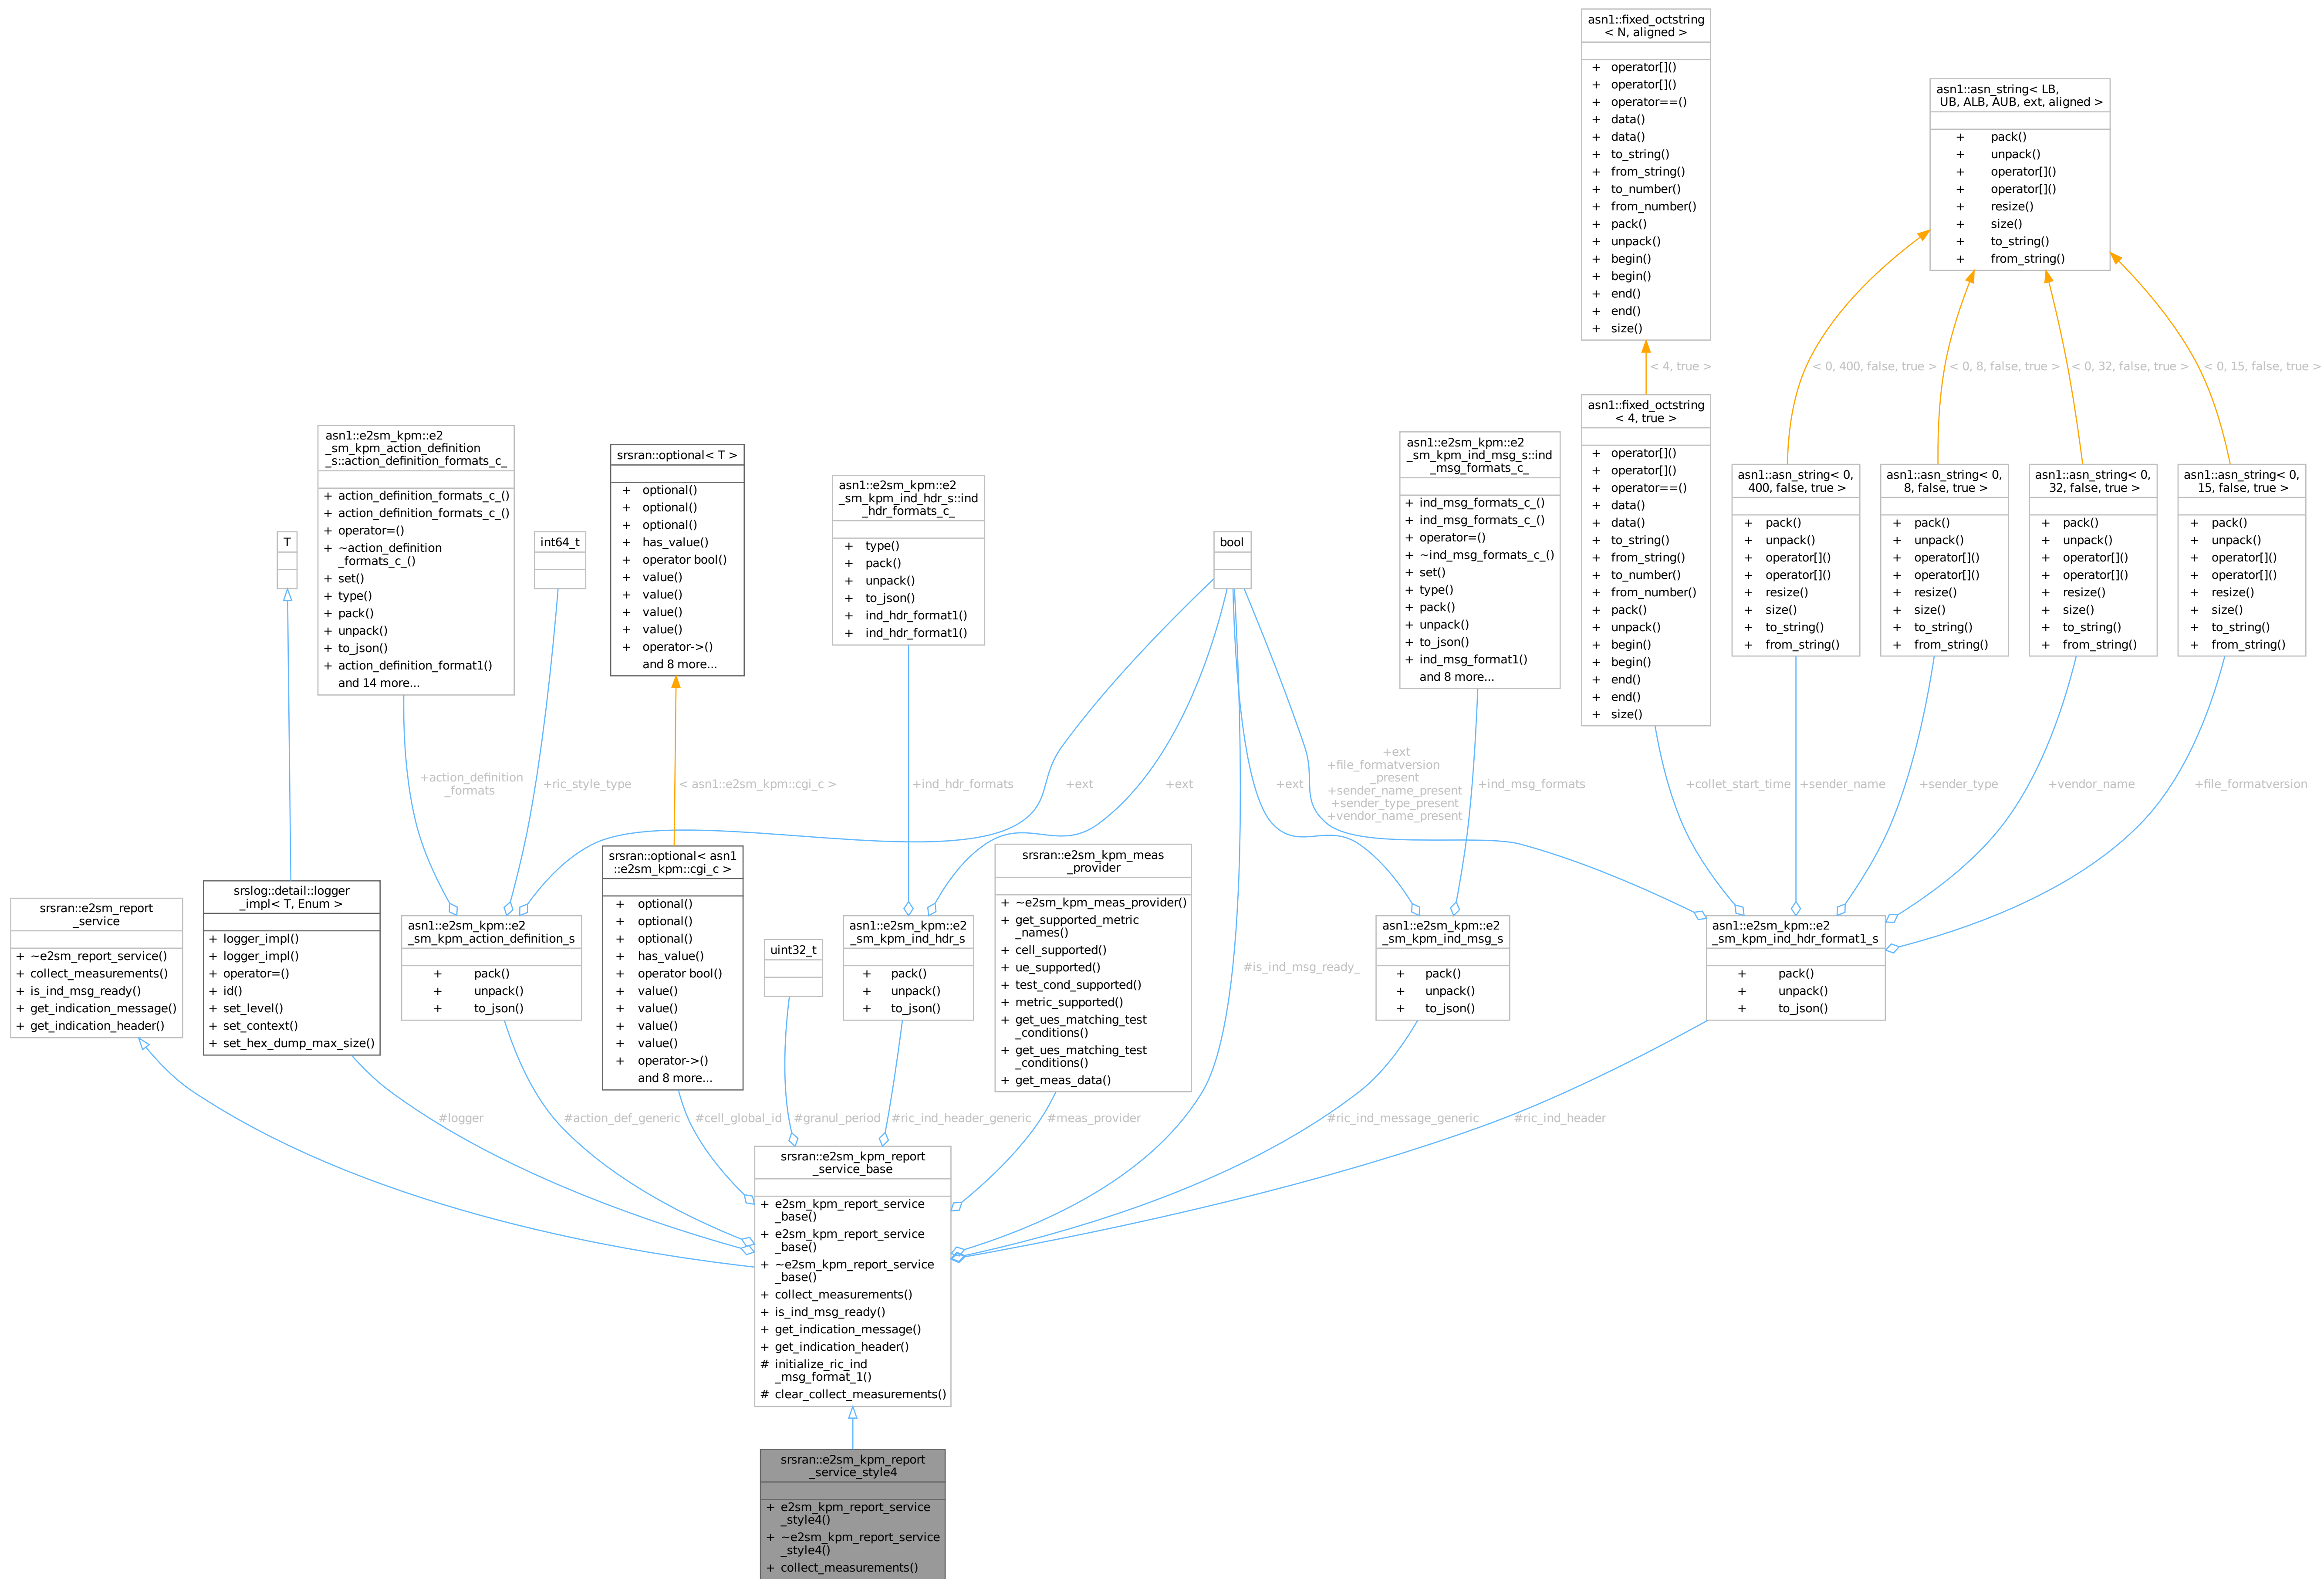 asn1::fixed_octstring
< N, aligned >
+ operator[]()
+ operator[]()
+ operator==()
+ data()
+ data()
+ to_string()
+ from_string()
+ to_number()
+ from_number()
+ pack()
+ unpack()
+ begin()
+ begin()
+ end()
+ end()
+ size()
asn1::asn_string< LB,
UB, ALB, AUB, ext, aligned >
+ pack()
+ unpack()
+ operator[]()
+ operator[]()
+ resize()
+ size()
+ to_string()
+ from_string()
< 4, true >
< 0, 400, false, true >
< 0, 8, false, true >
< 0, 32, false, true >
< 0, 15, false, true >
T
asn1::e2sm_kpm::e2
_sm_kpm_action_definition
_s::action_definition_formats_c_
+ action_definition_formats_c_()
+ action_definition_formats_c_()
+ operator=()
+ ~action_definition
_formats_c_()
+ set()
+ type()
+ pack()
+ unpack()
+ to_json()
+ action_definition_format1()
and 14 more...
int64_t
srsran::optional< T >
+ optional()
+ optional()
+ optional()
+ has_value()
+ operator bool()
+ value()
+ value()
+ value()
+ value()
+ operator->()
and 8 more...
asn1::e2sm_kpm::e2
_sm_kpm_ind_hdr_s::ind
_hdr_formats_c_
+ type()
+ pack()
+ unpack()
+ to_json()
+ ind_hdr_format1()
+ ind_hdr_format1()
bool
asn1::e2sm_kpm::e2
_sm_kpm_ind_msg_s::ind
_msg_formats_c_
+ ind_msg_formats_c_()
+ ind_msg_formats_c_()
+ operator=()
+ ~ind_msg_formats_c_()
+ set()
+ type()
+ pack()
+ unpack()
+ to_json()
+ ind_msg_format1()
and 8 more...
asn1::fixed_octstring
< 4, true >
+ operator[]()
+ operator[]()
+ operator==()
+ data()
+ data()
+ to_string()
+ from_string()
+ to_number()
+ from_number()
+ pack()
+ unpack()
+ begin()
+ begin()
+ end()
+ end()
+ size()
asn1::asn_string< 0,
400, false, true >
+ pack()
+ unpack()
+ operator[]()
+ operator[]()
+ resize()
+ size()
+ to_string()
+ from_string()
asn1::asn_string< 0,
8, false, true >
+ pack()
+ unpack()
+ operator[]()
+ operator[]()
+ resize()
+ size()
+ to_string()
+ from_string()
asn1::asn_string< 0,
32, false, true >
+ pack()
+ unpack()
+ operator[]()
+ operator[]()
+ resize()
+ size()
+ to_string()
+ from_string()
asn1::asn_string< 0,
15, false, true >
+ pack()
+ unpack()
+ operator[]()
+ operator[]()
+ resize()
+ size()
+ to_string()
+ from_string()
+action_definition
_formats
+ric_style_type
< asn1::e2sm_kpm::cgi_c >
+ind_hdr_formats
+ext
+ext
+ext
+ext
+file_formatversion
_present
+sender_name_present
+sender_type_present
+vendor_name_present
+ind_msg_formats
+collet_start_time
+sender_name
+sender_type
+vendor_name
+file_formatversion
srsran::e2sm_report
_service
+ ~e2sm_report_service()
+ collect_measurements()
+ is_ind_msg_ready()
+ get_indication_message()
+ get_indication_header()
srslog::detail::logger
_impl< T, Enum >
+ logger_impl()
+ logger_impl()
+ operator=()
+ id()
+ set_level()
+ set_context()
+ set_hex_dump_max_size()
asn1::e2sm_kpm::e2
_sm_kpm_action_definition_s
+ pack()
+ unpack()
+ to_json()
srsran::optional< asn1
::e2sm_kpm::cgi_c >
+ optional()
+ optional()
+ optional()
+ has_value()
+ operator bool()
+ value()
+ value()
+ value()
+ value()
+ operator->()
and 8 more...
uint32_t
asn1::e2sm_kpm::e2
_sm_kpm_ind_hdr_s
+ pack()
+ unpack()
+ to_json()
srsran::e2sm_kpm_meas
_provider
+ ~e2sm_kpm_meas_provider()
+ get_supported_metric
_names()
+ cell_supported()
+ ue_supported()
+ test_cond_supported()
+ metric_supported()
+ get_ues_matching_test
_conditions()
+ get_ues_matching_test
_conditions()
+ get_meas_data()
#is_ind_msg_ready_
asn1::e2sm_kpm::e2
_sm_kpm_ind_msg_s
+ pack()
+ unpack()
+ to_json()
asn1::e2sm_kpm::e2
_sm_kpm_ind_hdr_format1_s
+ pack()
+ unpack()
+ to_json()
#logger
#action_def_generic
#cell_global_id
#granul_period
#ric_ind_header_generic
#meas_provider
#ric_ind_message_generic
#ric_ind_header
srsran::e2sm_kpm_report
_service_base
+ e2sm_kpm_report_service
_base()
+ e2sm_kpm_report_service
_base()
+ ~e2sm_kpm_report_service
_base()
+ collect_measurements()
+ is_ind_msg_ready()
+ get_indication_message()
+ get_indication_header()
# initialize_ric_ind
_msg_format_1()
# clear_collect_measurements()
srsran::e2sm_kpm_report
_service_style4
+ e2sm_kpm_report_service
_style4()
+ ~e2sm_kpm_report_service
_style4()
+ collect_measurements()